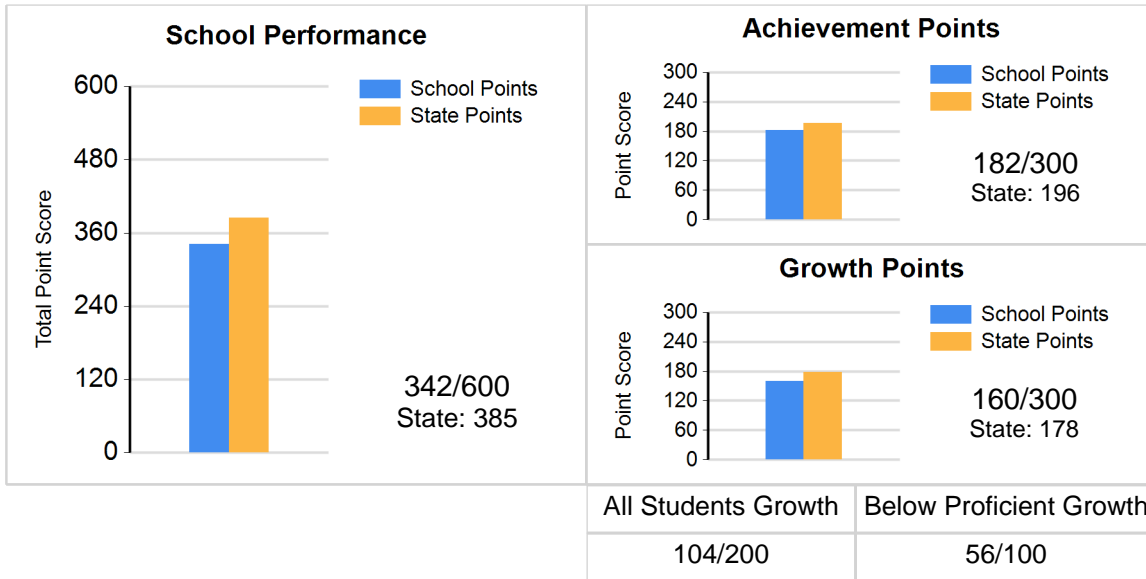 School Performance
Total Point Score
600
480
360
240
120
0
School Points
State Points
342/600
State: 385
Achievement Points
Point Score
300
240
180
120
60
0
School Points
State Points
182/300
State: 196
Growth Points
Point Score
300
240
180
120
60
0
School Points
State Points
160/300
State: 178
All Students Growth
Below Proficient Growth
104/200
56/100